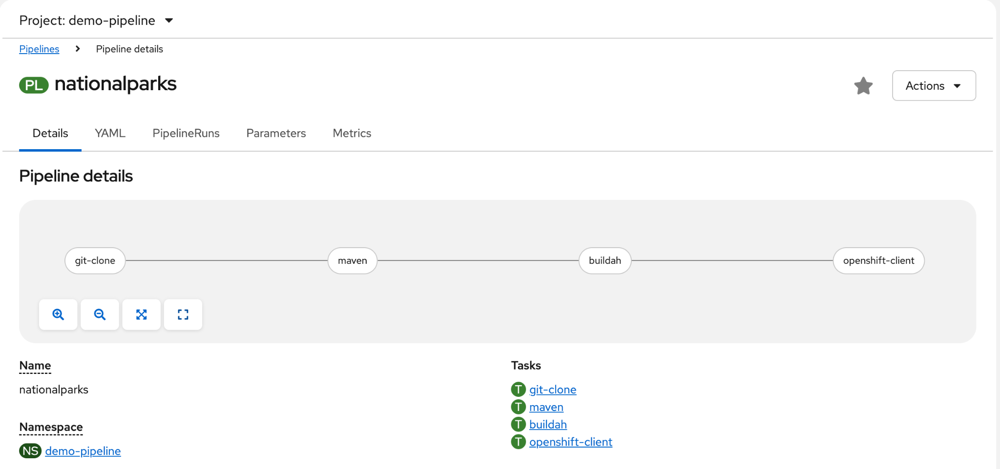 Project: demo-pipeline
Pipelines > Pipeline details
PL nationalparks
Actions
Details YAML PipelineRuns Parameters Metrics
Pipeline details
git-clone maven buildah openshift-client
Name
nationalparks
Namespace
NS demo-pipeline
Tasks
T git-clone
T maven
T buildah
T openshift-client